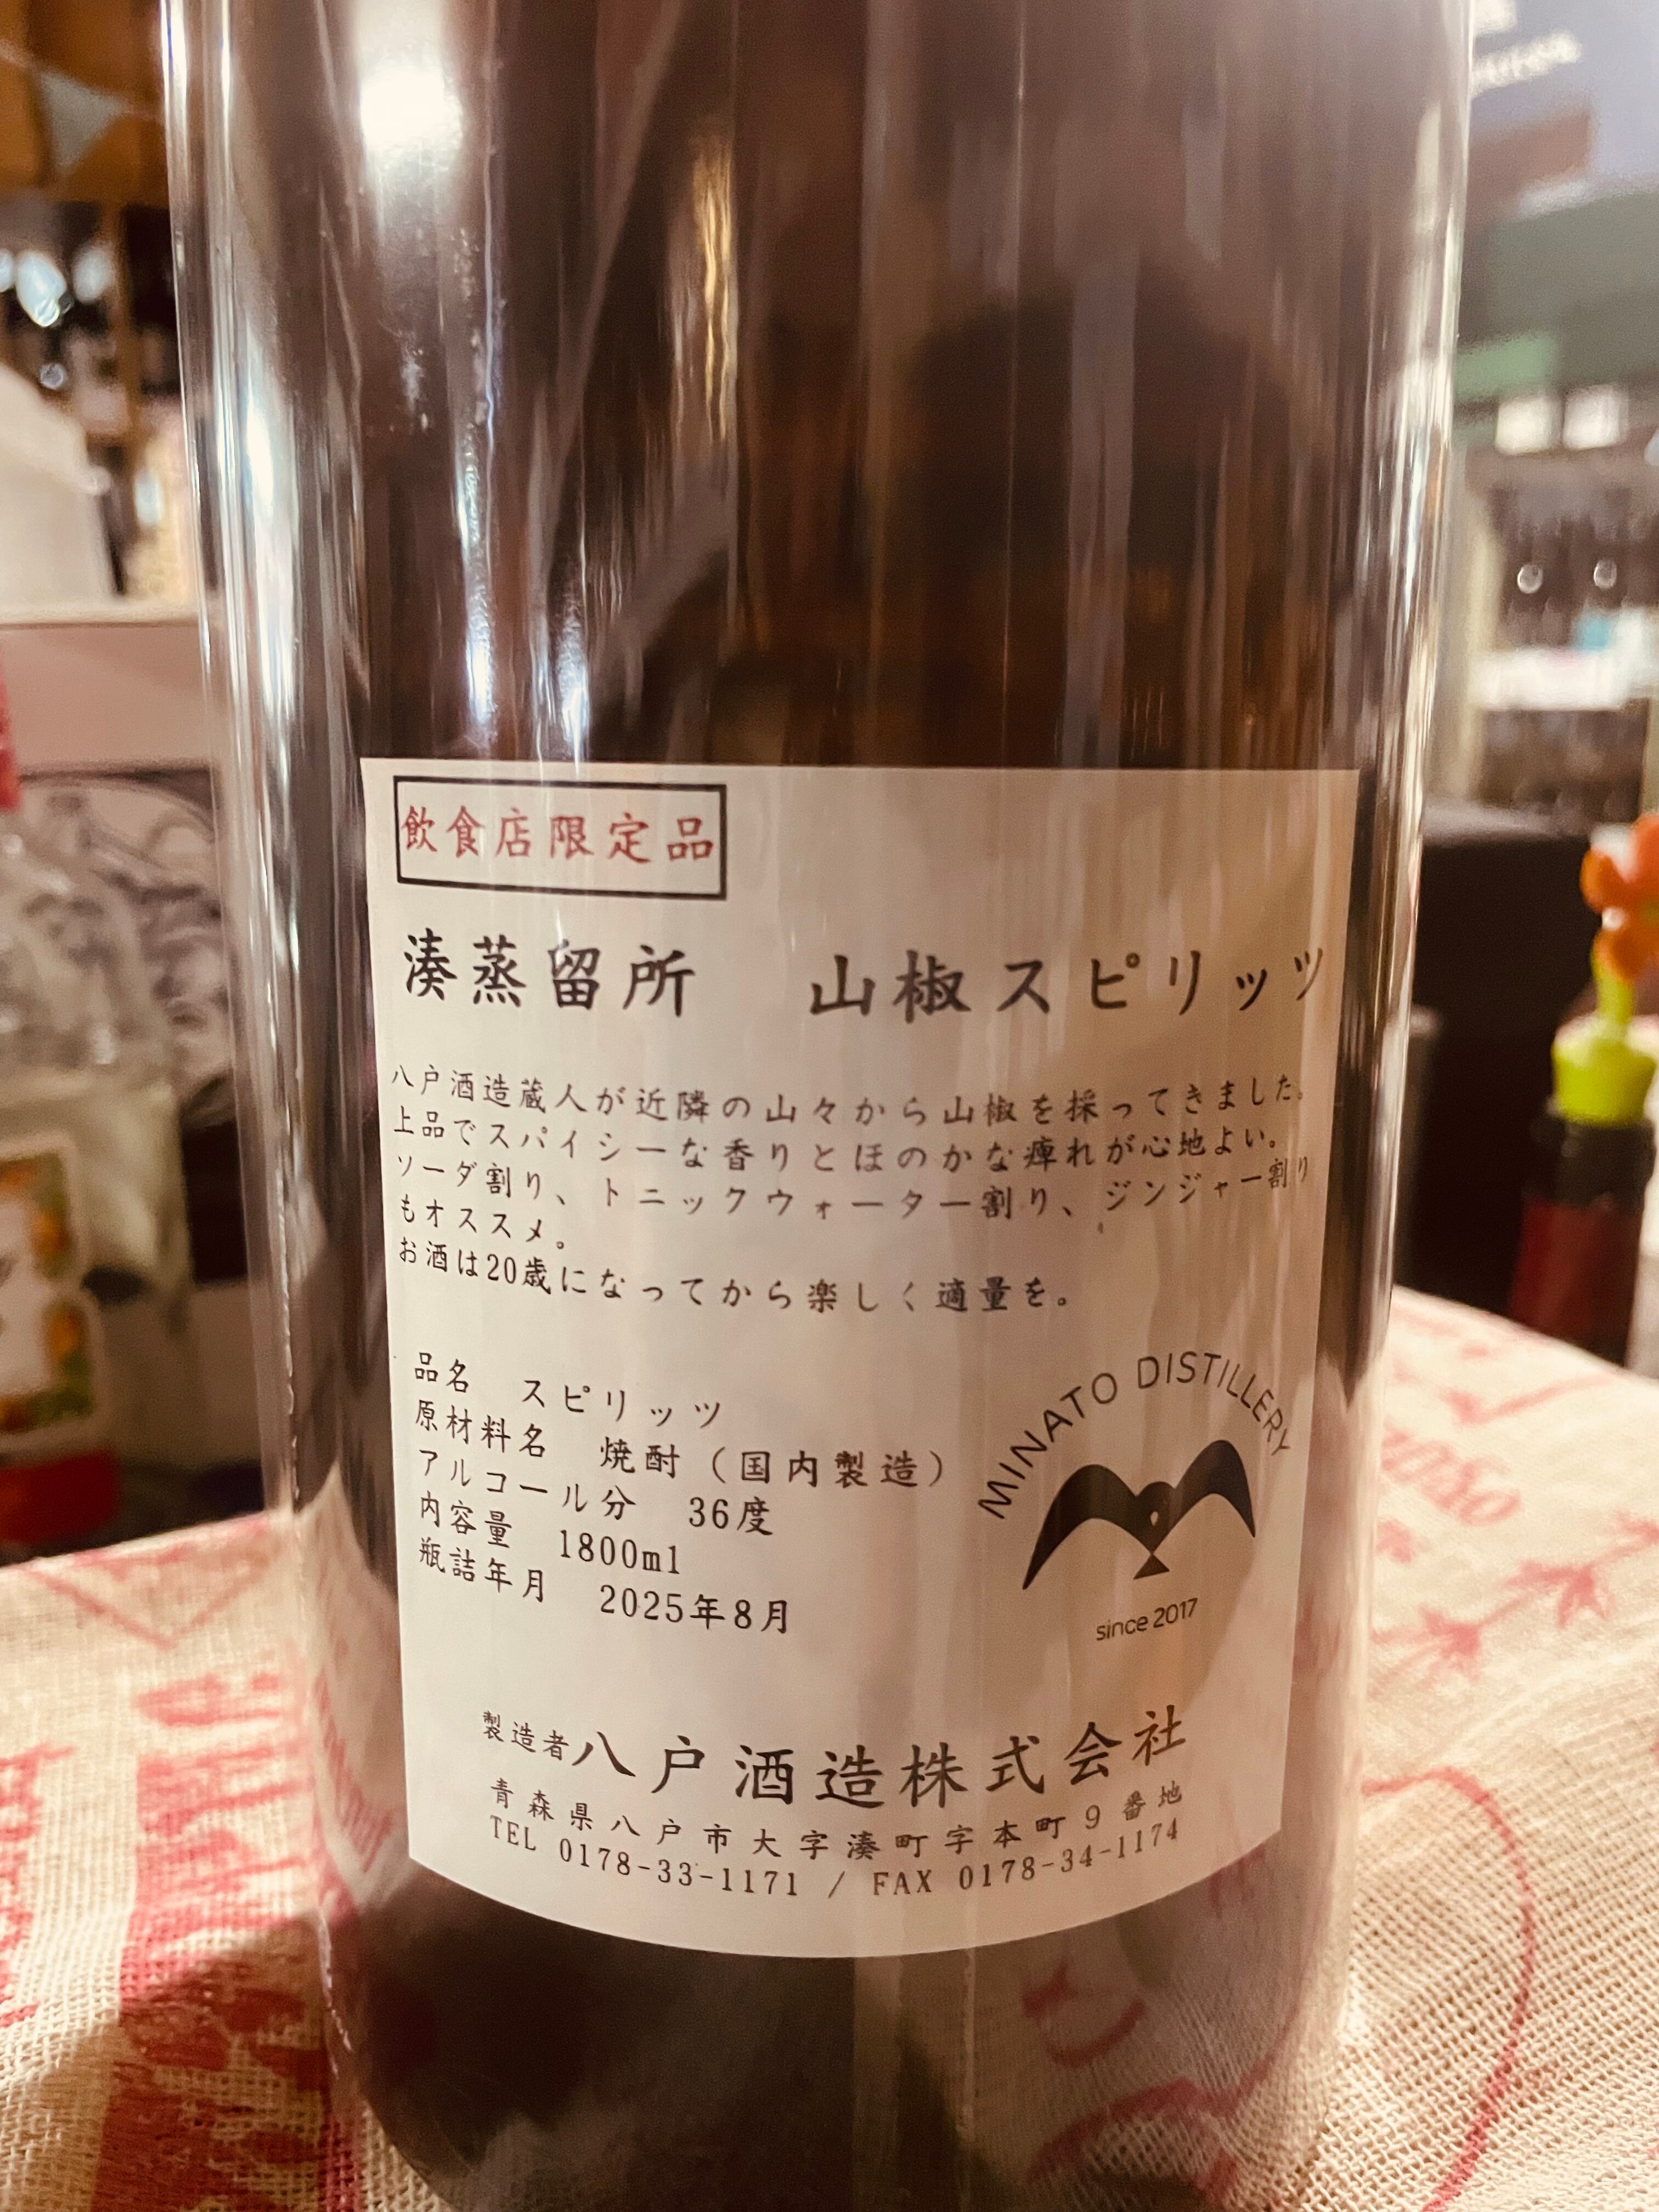 飲食店限定品
湊蒸留所　山椒スピリッツ
八戸酒造蔵人が近隣の山々から山椒を採ってきました。
上品でスパイシーな香りとほのかな痺れが心地よい。
ソーダ割り、トニックウォーター割り、ジンジャー割り
もオススメ。
お酒は20歳になってから楽しく適量を。
品名　スピリッツ
原材料名　焼酎（国内製造）
アルコール分　36度
内容量　1800ml
瓶詰年月　2025年8月
MINATO DISTILLERY
since 2017
製造者八戸酒造株式会社
青森県八戸市大字湊町字本町9番地
TEL 0178-33-1171 / FAX 0178-34-1174